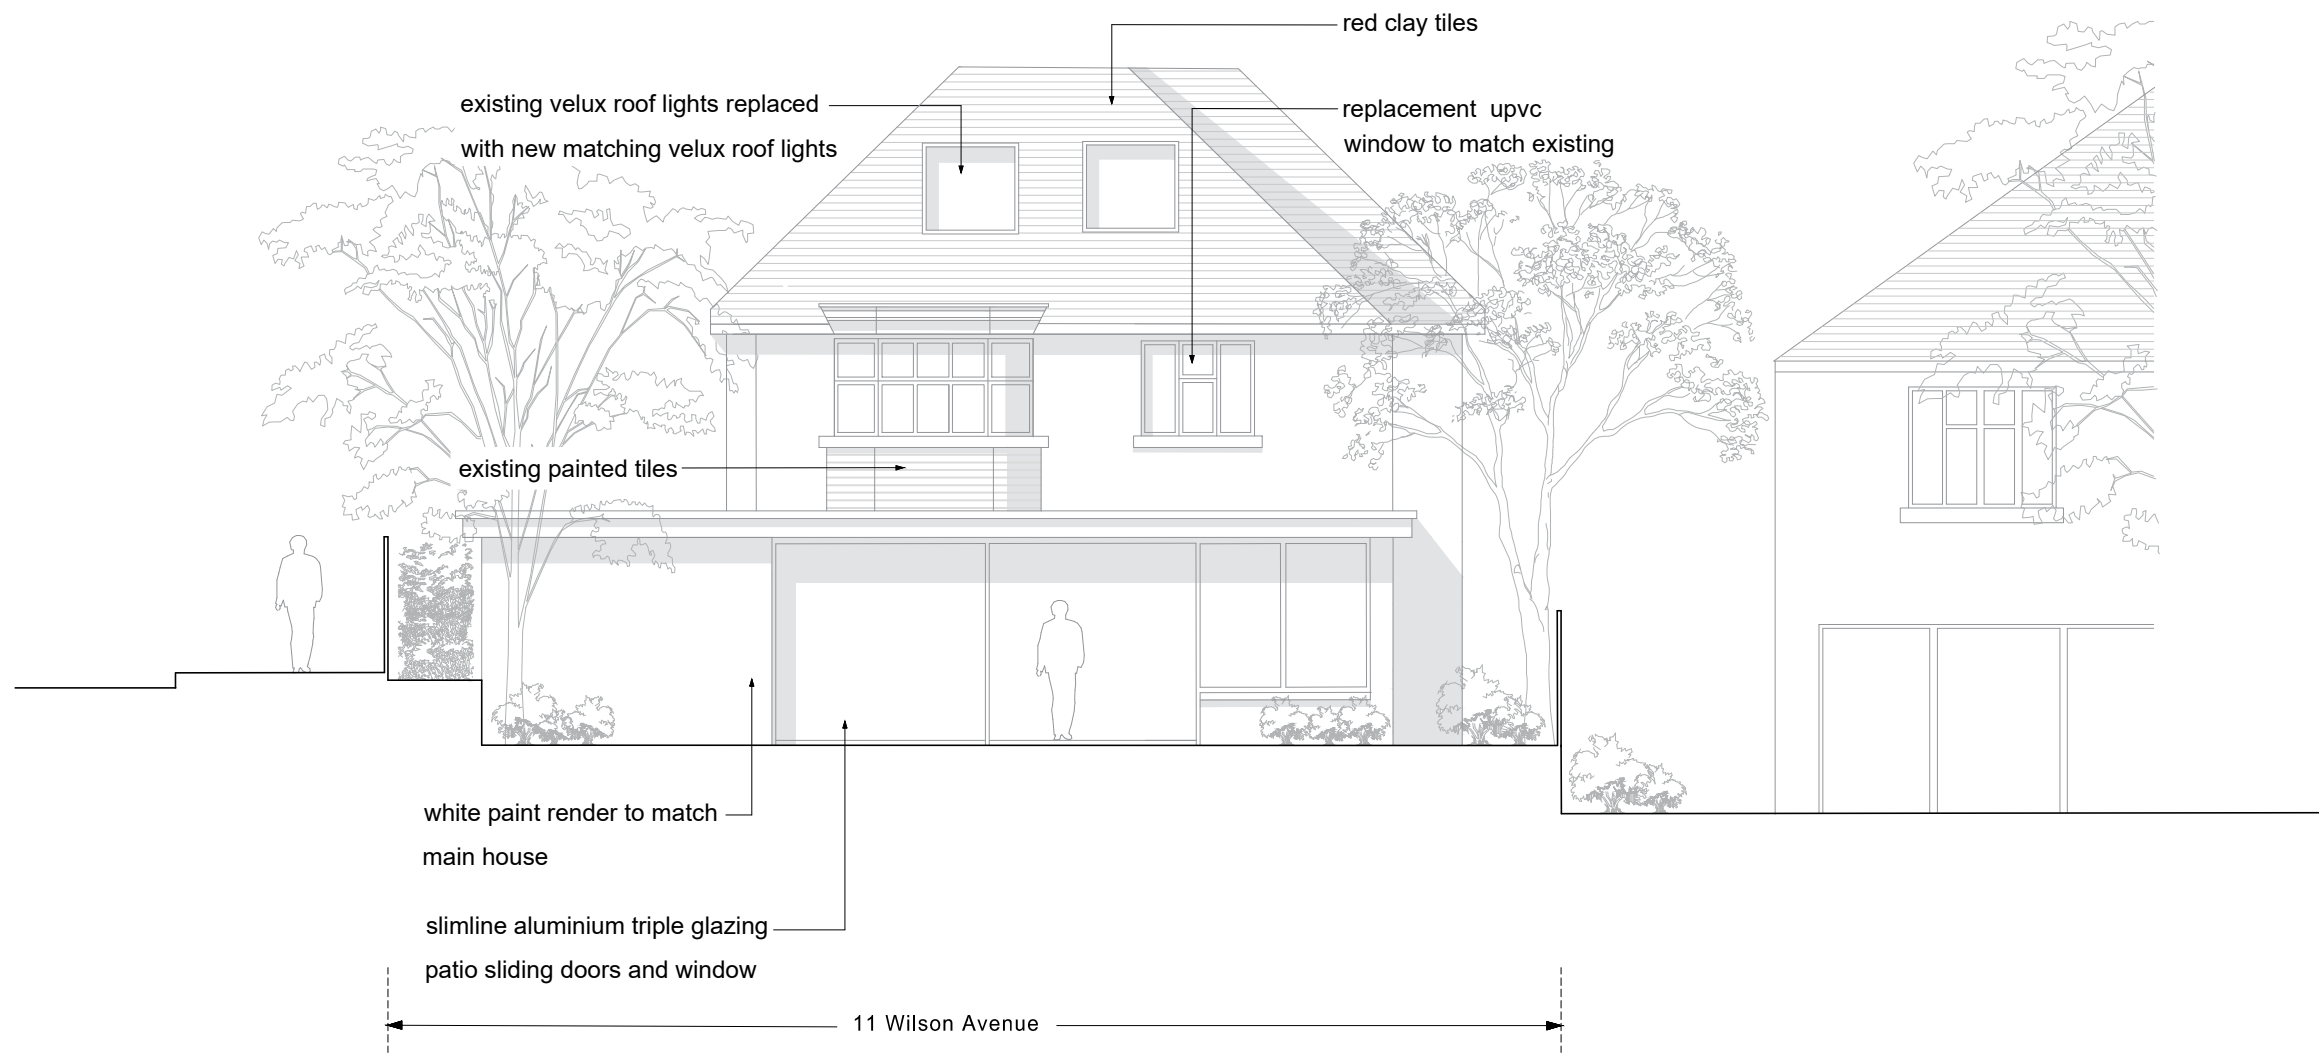 red clay tiles
existing velux roof lights replaced
with new matching velux roof lights
replacement upvc
window to match existing
existing painted tiles
white paint render to match
main house
slimline aluminium triple glazing
patio sliding doors and window
11 Wilson Avenue